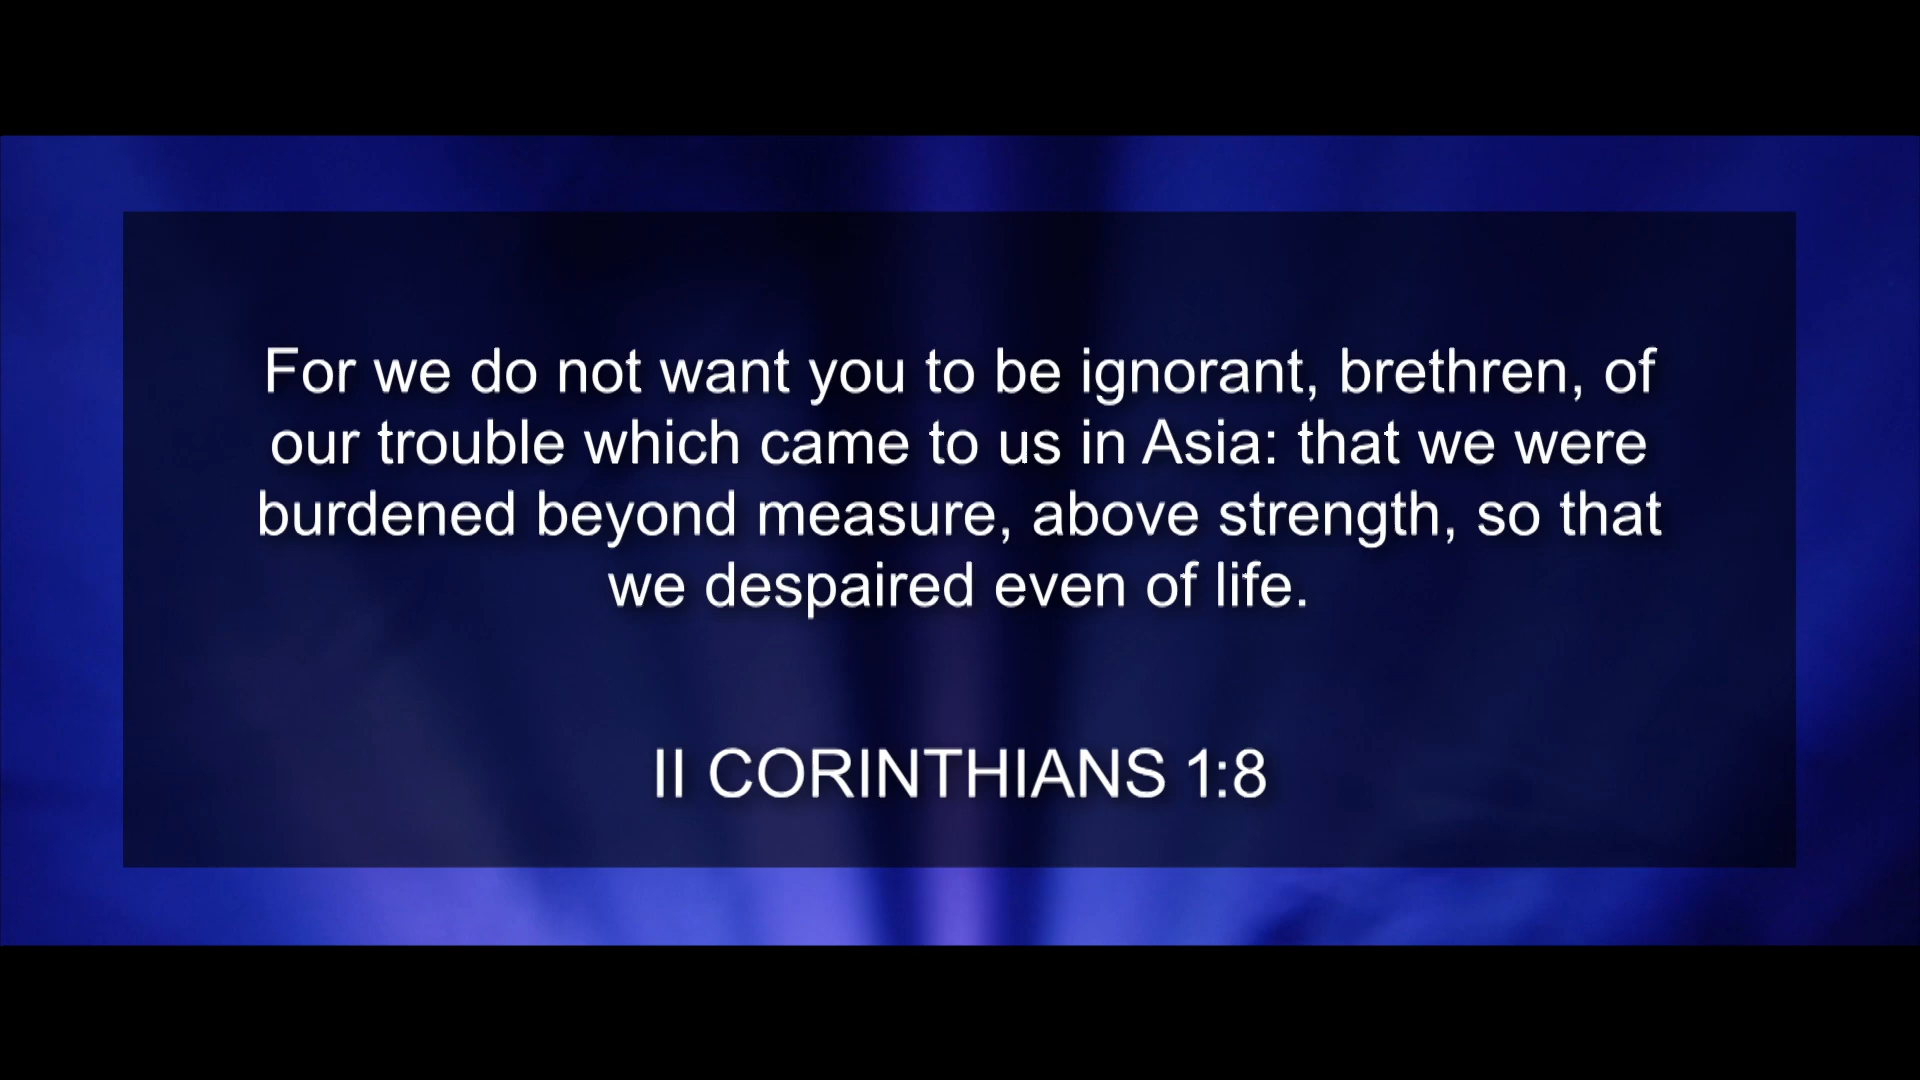 For we do not want you to be ignorant, brethren, of
our trouble which came to us in Asia: that we were
burdened beyond measure, above strength, so that
we despaired even of life.
II CORINTHIANS 1:8